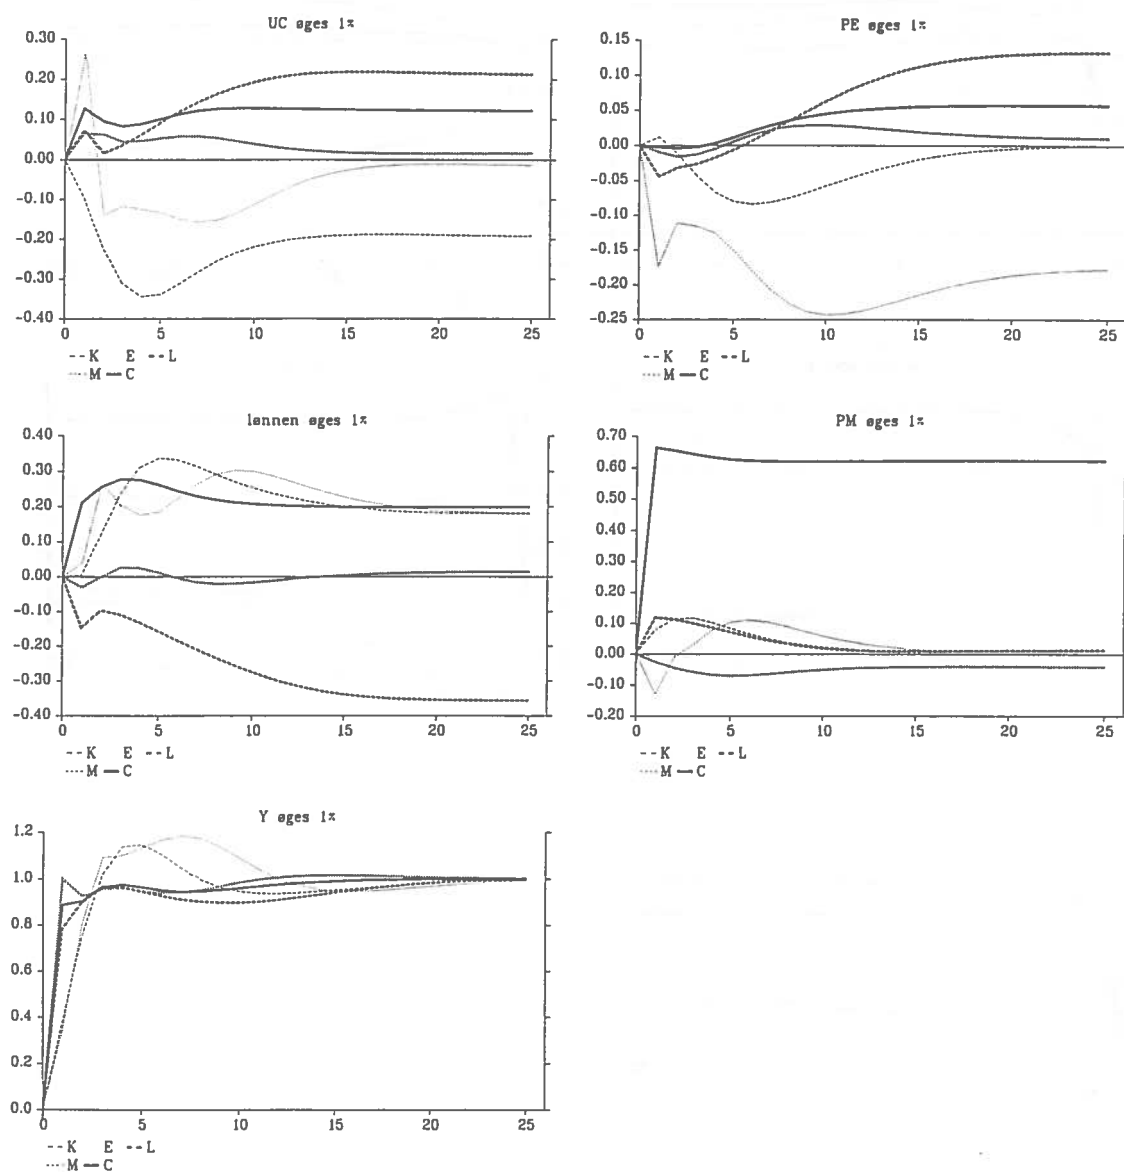 UC øges 1%
0.30
0.20
0.10
0.00
-0.10
-0.20
-0.30
-0.40
0 5 10 15 20 25
--K E --L
M — C
PE øges 1%
0.15
0.10
0.05
0.00
-0.05
-0.10
-0.15
-0.20
-0.25
0 5 10 15 20 25
--K E --L
M — C
lønnen øges 1%
0.40
0.30
0.20
0.10
0.00
-0.10
-0.20
-0.30
-0.40
0 5 10 15 20 25
--K E --L
M — C
PM øges 1%
0.70
0.60
0.50
0.40
0.30
0.20
0.10
0.00
-0.10
-0.20
0 5 10 15 20 25
--K E --L
M — C
Y øges 1%
1.2
1.0
0.8
0.6
0.4
0.2
0.0
0 5 10 15 20 25
--K E --L
M — C